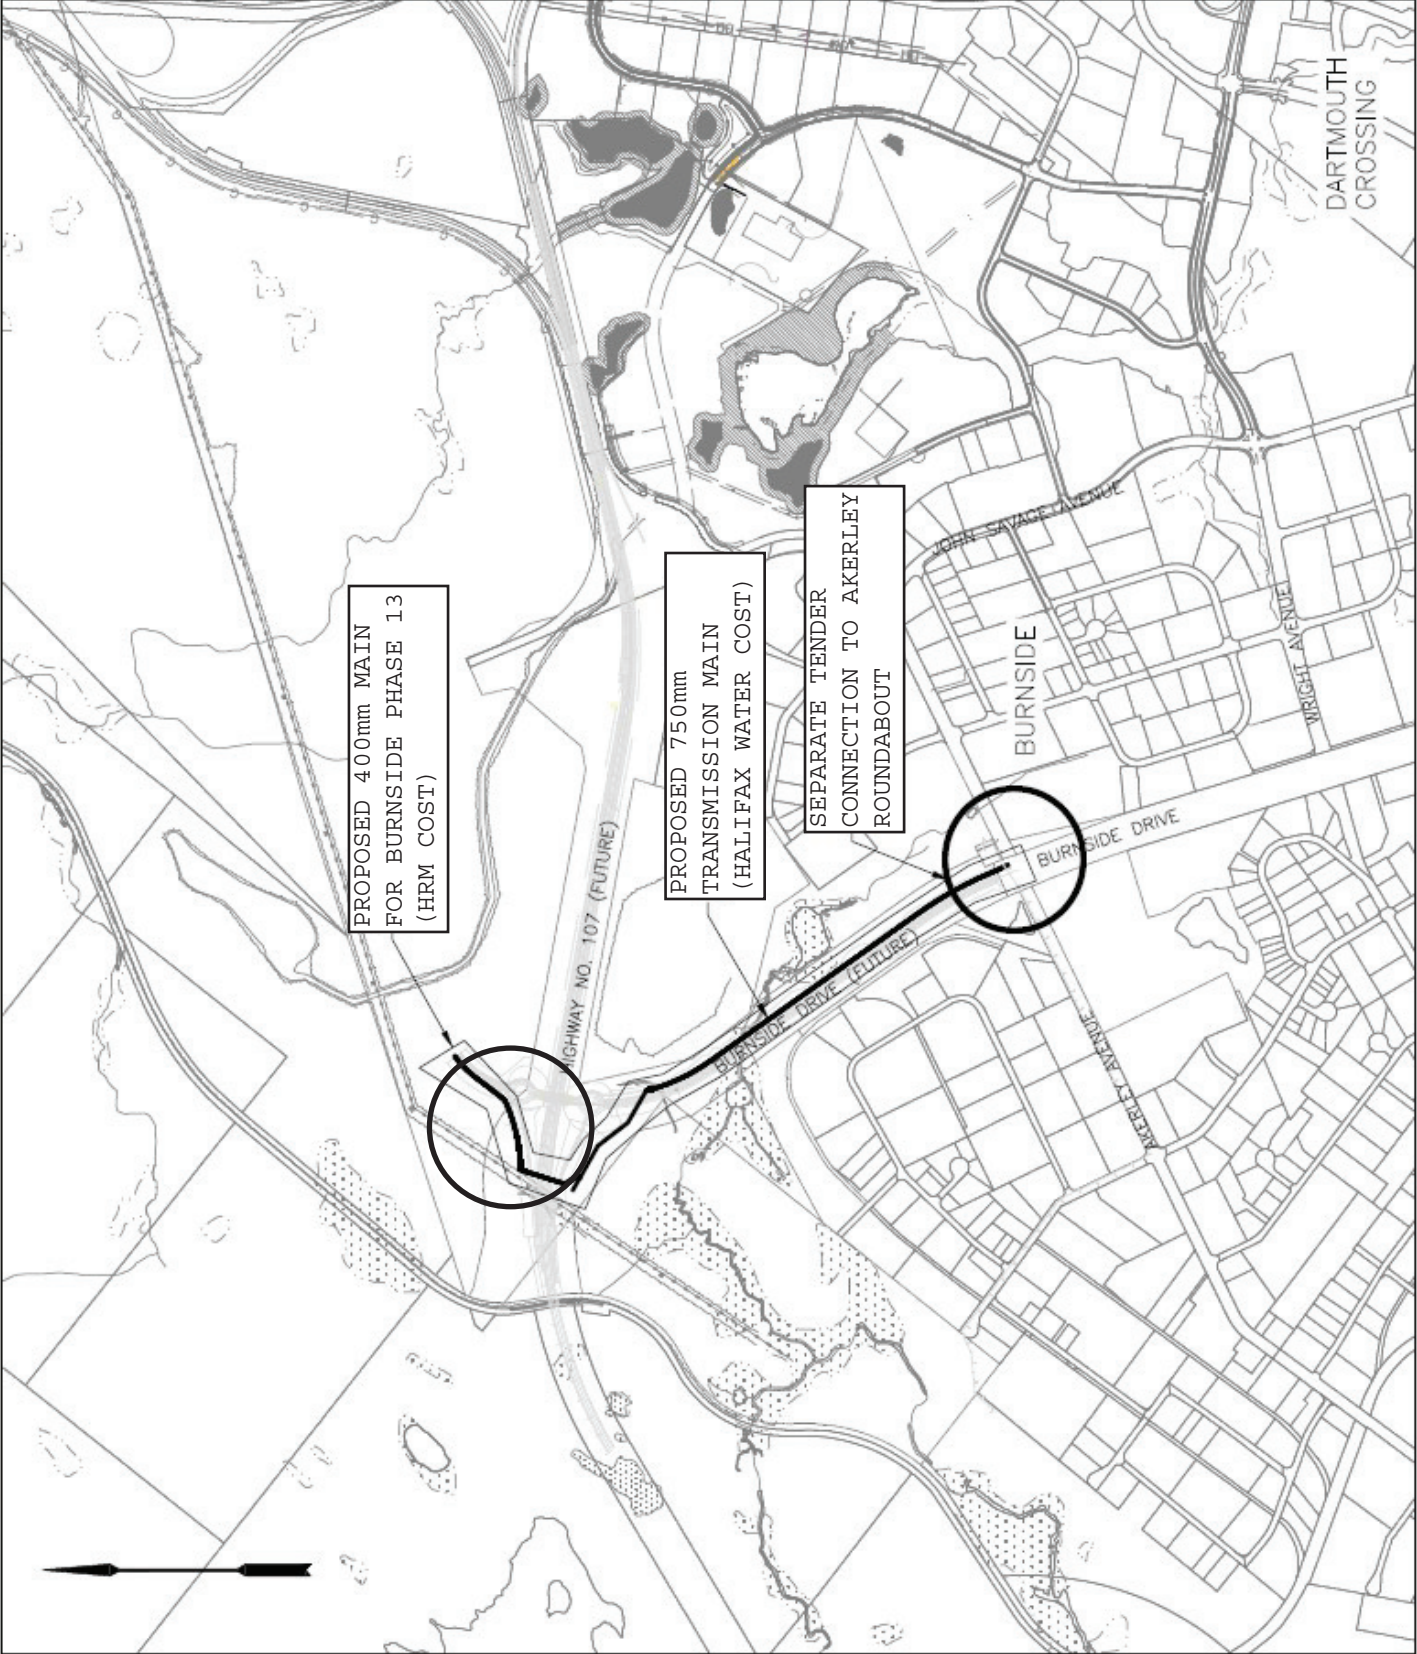 PROPOSED 400mm MAIN
FOR BURNSIDE PHASE 13
(HRM COST)
PROPOSED 750mm
TRANSMISSION MAIN
(HALIFAX WATER COST)
SEPARATE TENDER
CONNECTION TO AKERLEY
ROUNDABOUT
HIGHWAY NO. 107 (FUTURE)
BURNSIDE DRIVE (FUTURE)
BURNSIDE DRIVE
AKERLEY AVENUE
BURNSIDE
JOHN SAVAGE AVENUE
WRIGHT AVENUE
DARTMOUTH
CROSSING